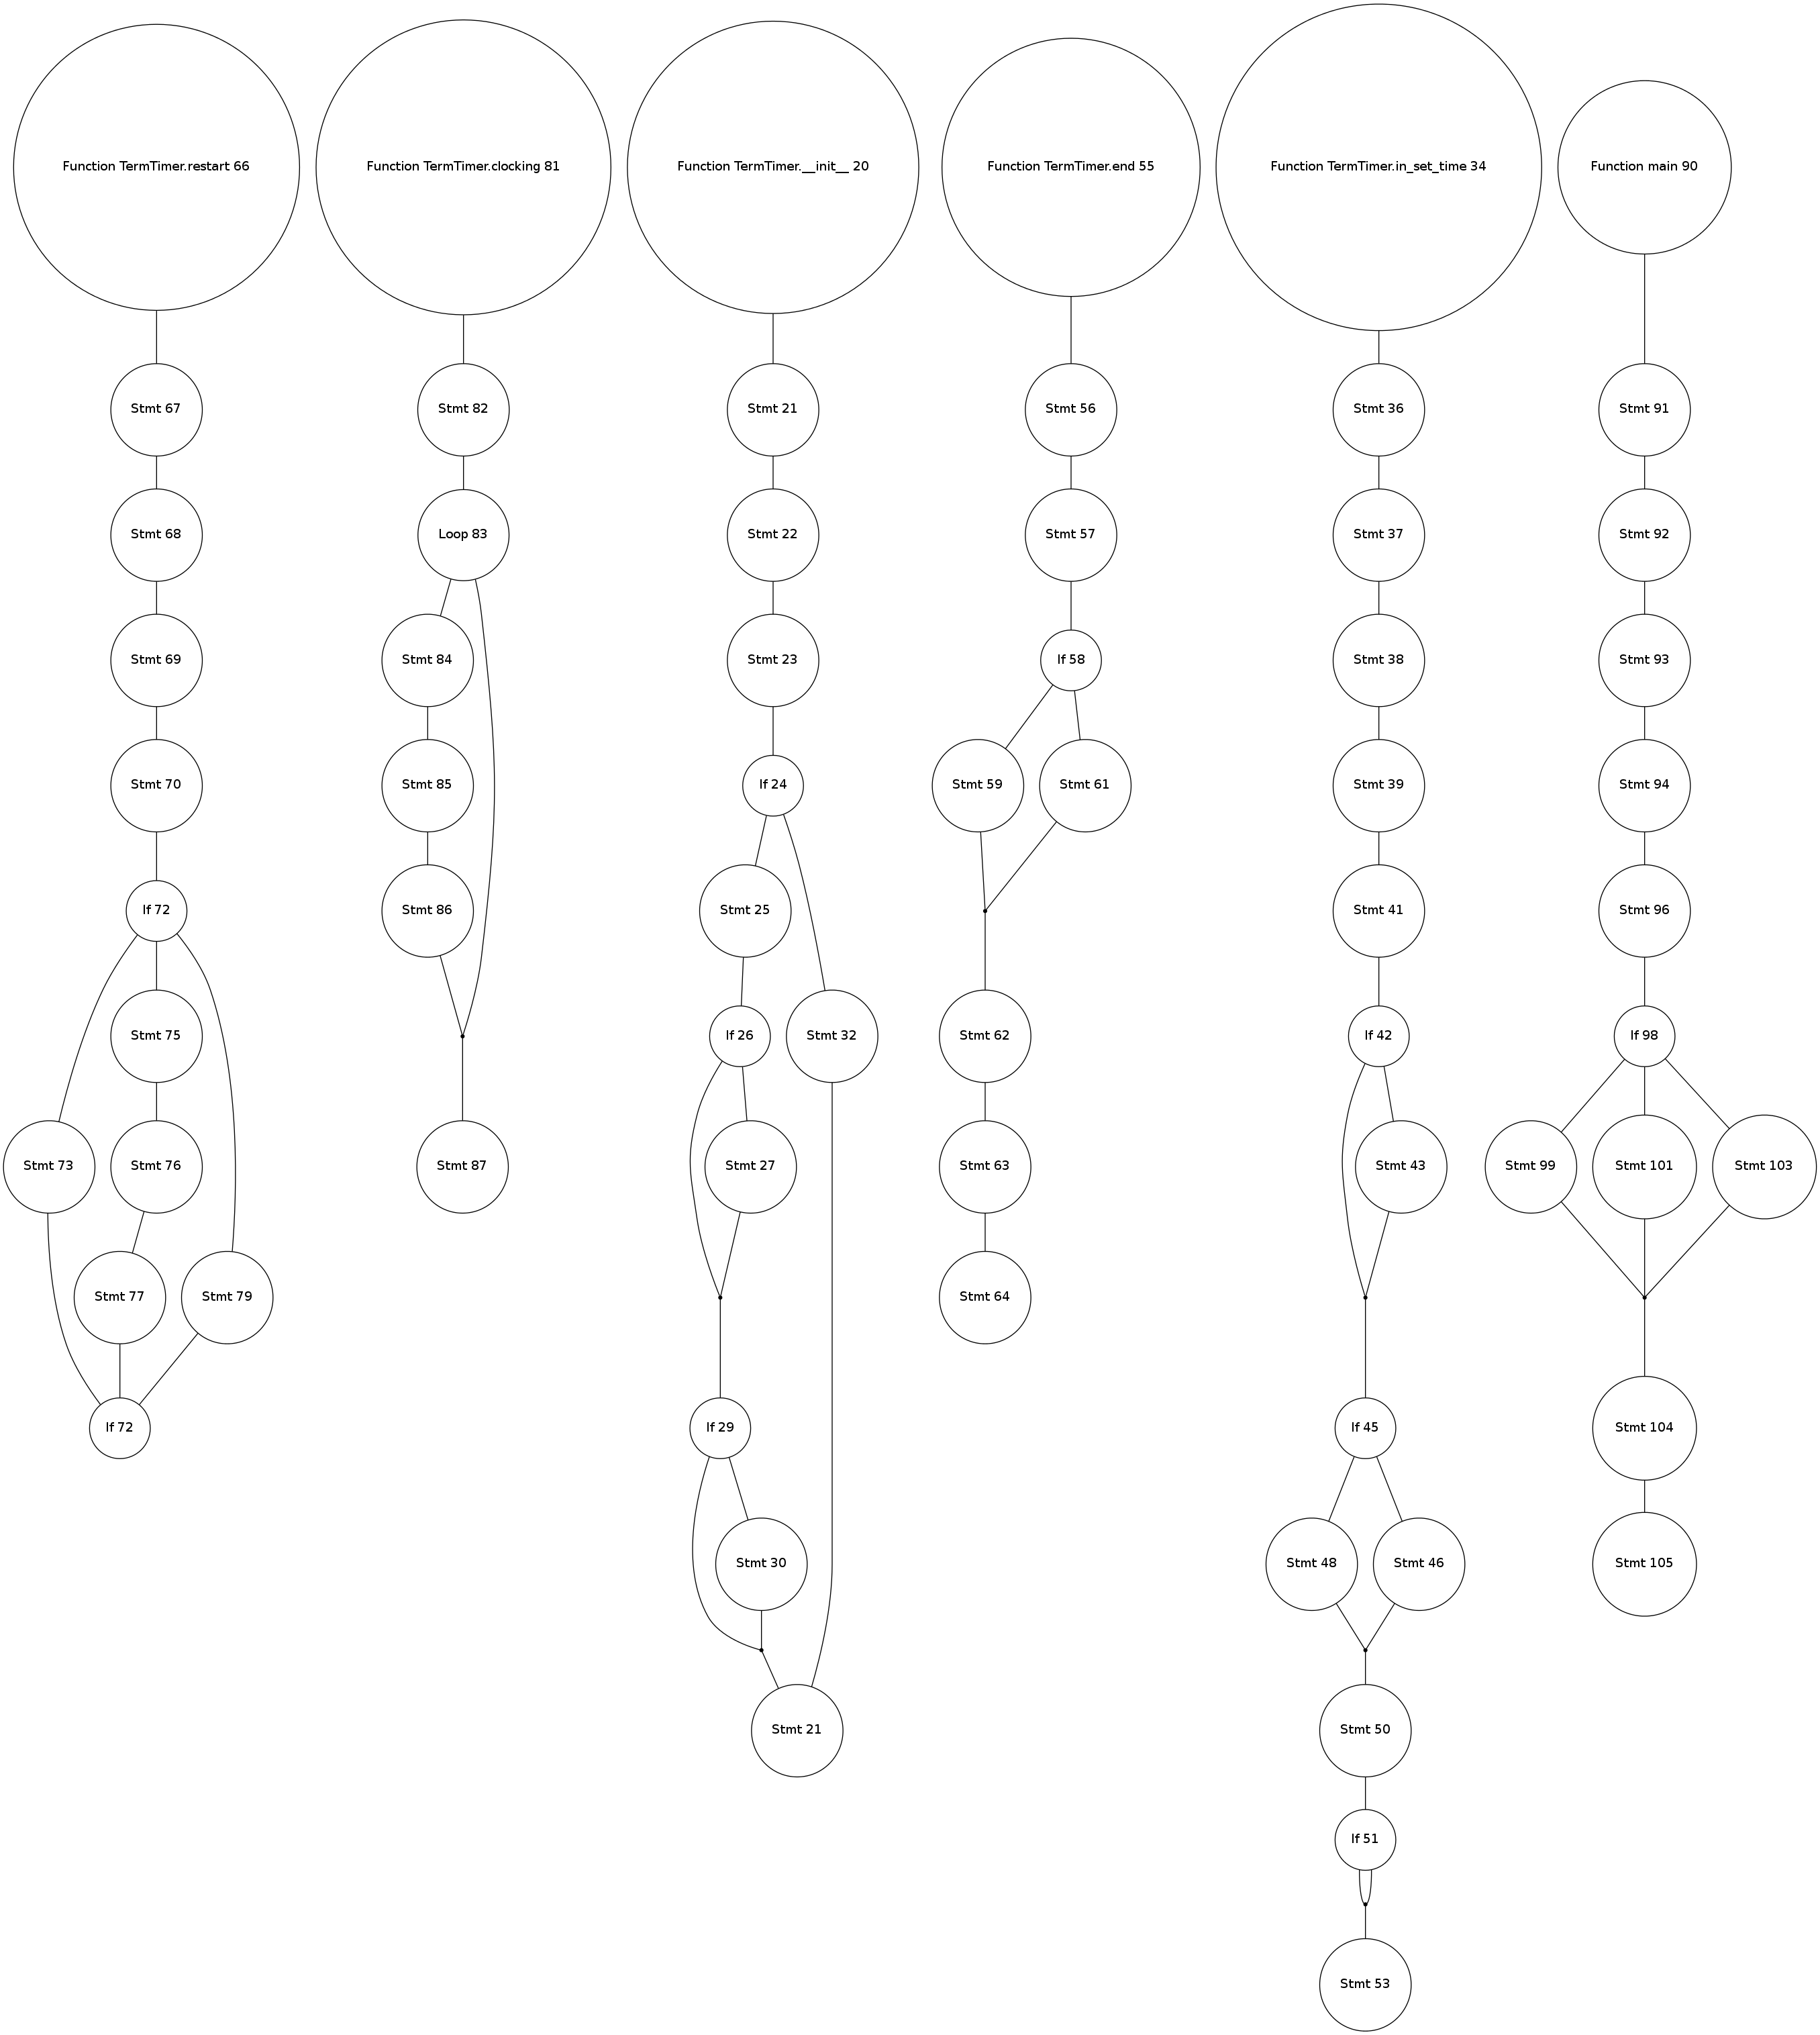 Function TermTimer.restart 66
Stmt 67
Stmt 68
Stmt 69
Stmt 70
If 72
Stmt 75
Stmt 73
Stmt 76
Stmt 77
Stmt 79
If 72
Function TermTimer.clocking 81
Stmt 82
Loop 83
Stmt 84
Stmt 85
Stmt 86
Stmt 87
Function TermTimer.__init__ 20
Stmt 21
Stmt 22
Stmt 23
If 24
Stmt 25
If 26
Stmt 32
Stmt 27
If 29
Stmt 30
Stmt 21
Function TermTimer.end 55
Stmt 56
Stmt 57
If 58
Stmt 59
Stmt 61
Stmt 62
Stmt 63
Stmt 64
Function TermTimer.in_set_time 34
Stmt 36
Stmt 37
Stmt 38
Stmt 39
Stmt 41
If 42
Stmt 43
If 45
Stmt 48
Stmt 46
Stmt 50
If 51
Stmt 53
Function main 90
Stmt 91
Stmt 92
Stmt 93
Stmt 94
Stmt 96
If 98
Stmt 99
Stmt 101
Stmt 103
Stmt 104
Stmt 105